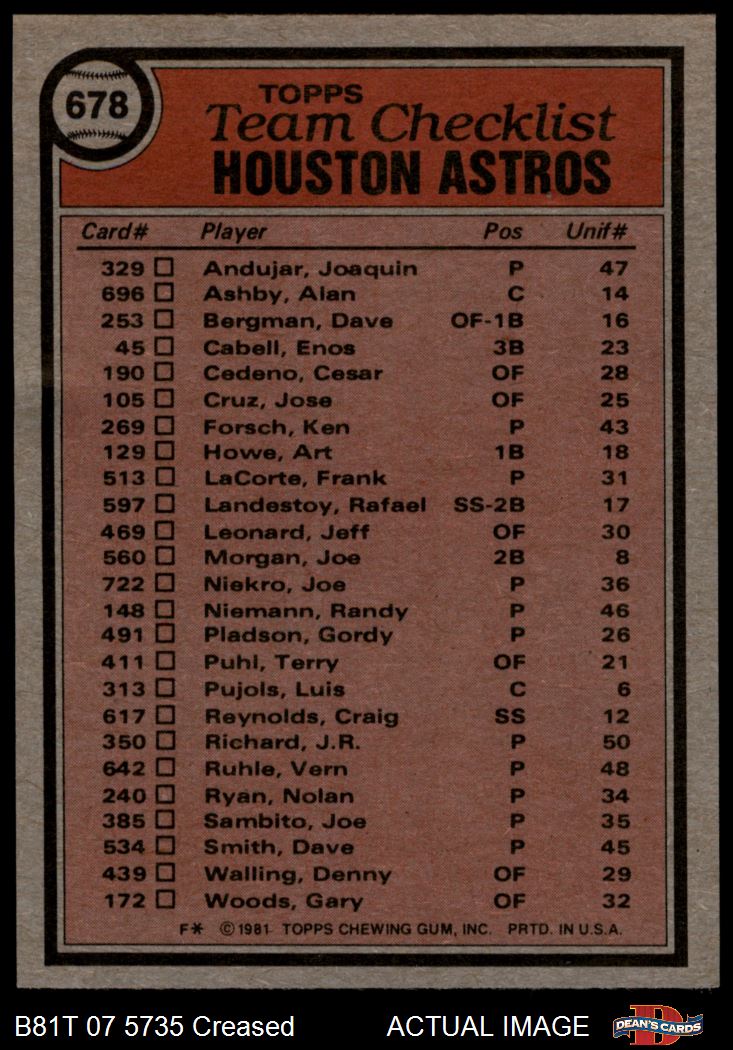 678
TOPPS
Team Checklist
HOUSTON ASTROS
Card# Player Pos Unif#
329 Andujar, Joaquin P 47
696 Ashby, Alan C 14
253 Bergman, Dave OF-1B 16
45 Cabell, Enos 3B 23
190 Cedeno, Cesar OF 28
105 Cruz, Jose OF 25
269 Forsch, Ken P 43
129 Howe, Art 1B 18
513 LaCorte, Frank P 31
597 Landestoy, Rafael SS-2B 17
469 Leonard, Jeff OF 30
560 Morgan, Joe 2B 8
722 Niekro, Joe P 36
148 Niemann, Randy P 46
491 Pladson, Gordy P 26
411 Puhl, Terry OF 21
313 Pujols, Luis C 6
617 Reynolds, Craig SS 12
350 Richard, J.R. P 50
642 Ruhle, Vern P 48
240 Ryan, Nolan P 34
385 Sambito, Joe P 35
534 Smith, Dave P 45
439 Walling, Denny OF 29
172 Woods, Gary OF 32
F* ©1981 TOPPS CHEWING GUM, INC. PRTD. IN U.S.A.
B81T 07 5735 Creased ACTUAL IMAGE DEAN'S CARDS